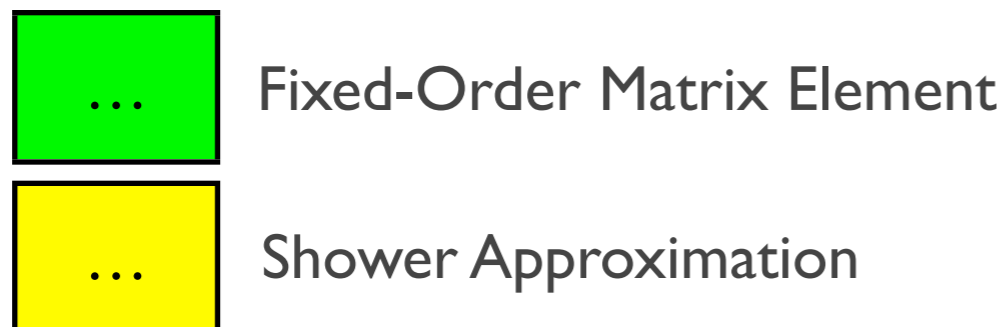 ... Fixed-Order Matrix Element
... Shower Approximation